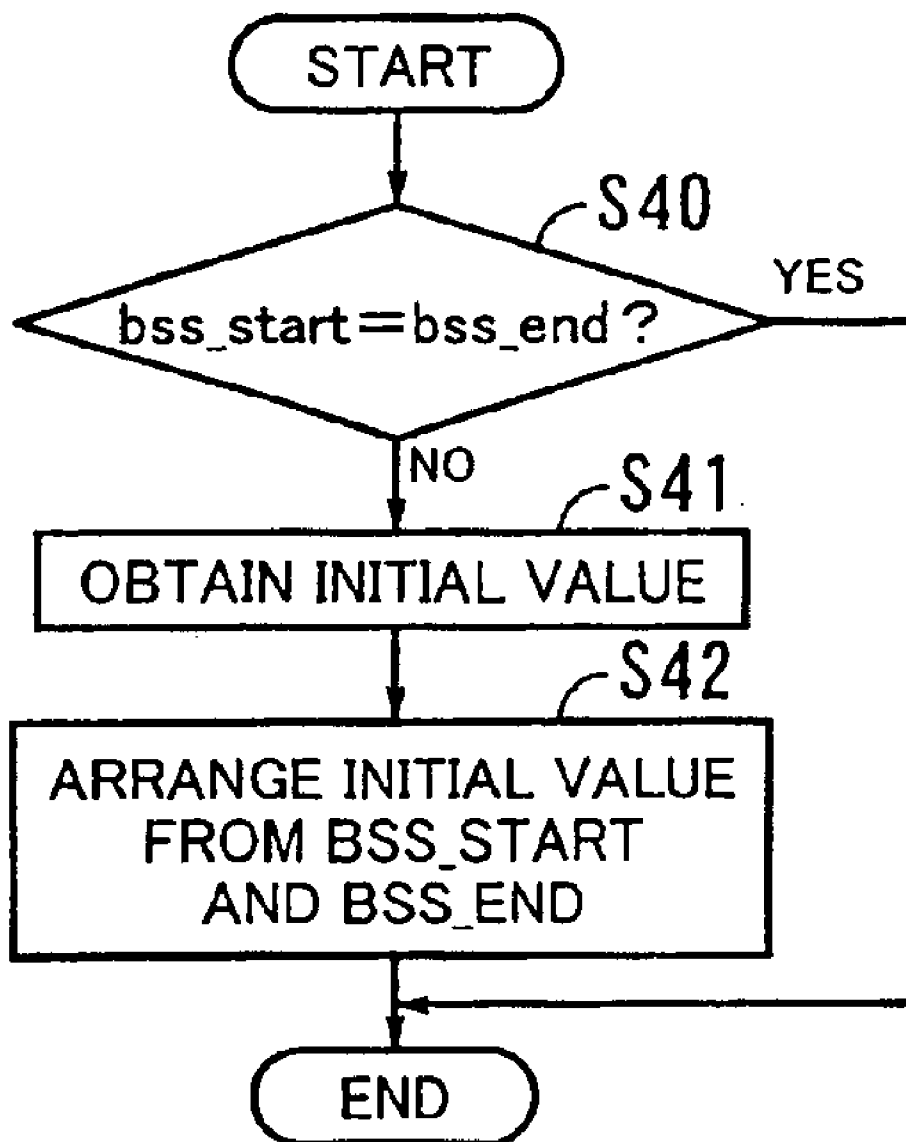 START
S40
YES
bss_start=bss_end?
NO
S41
OBTAIN INITIAL VALUE
S42
ARRANGE INITIAL VALUE
FROM BSS_START
AND BSS_END
END